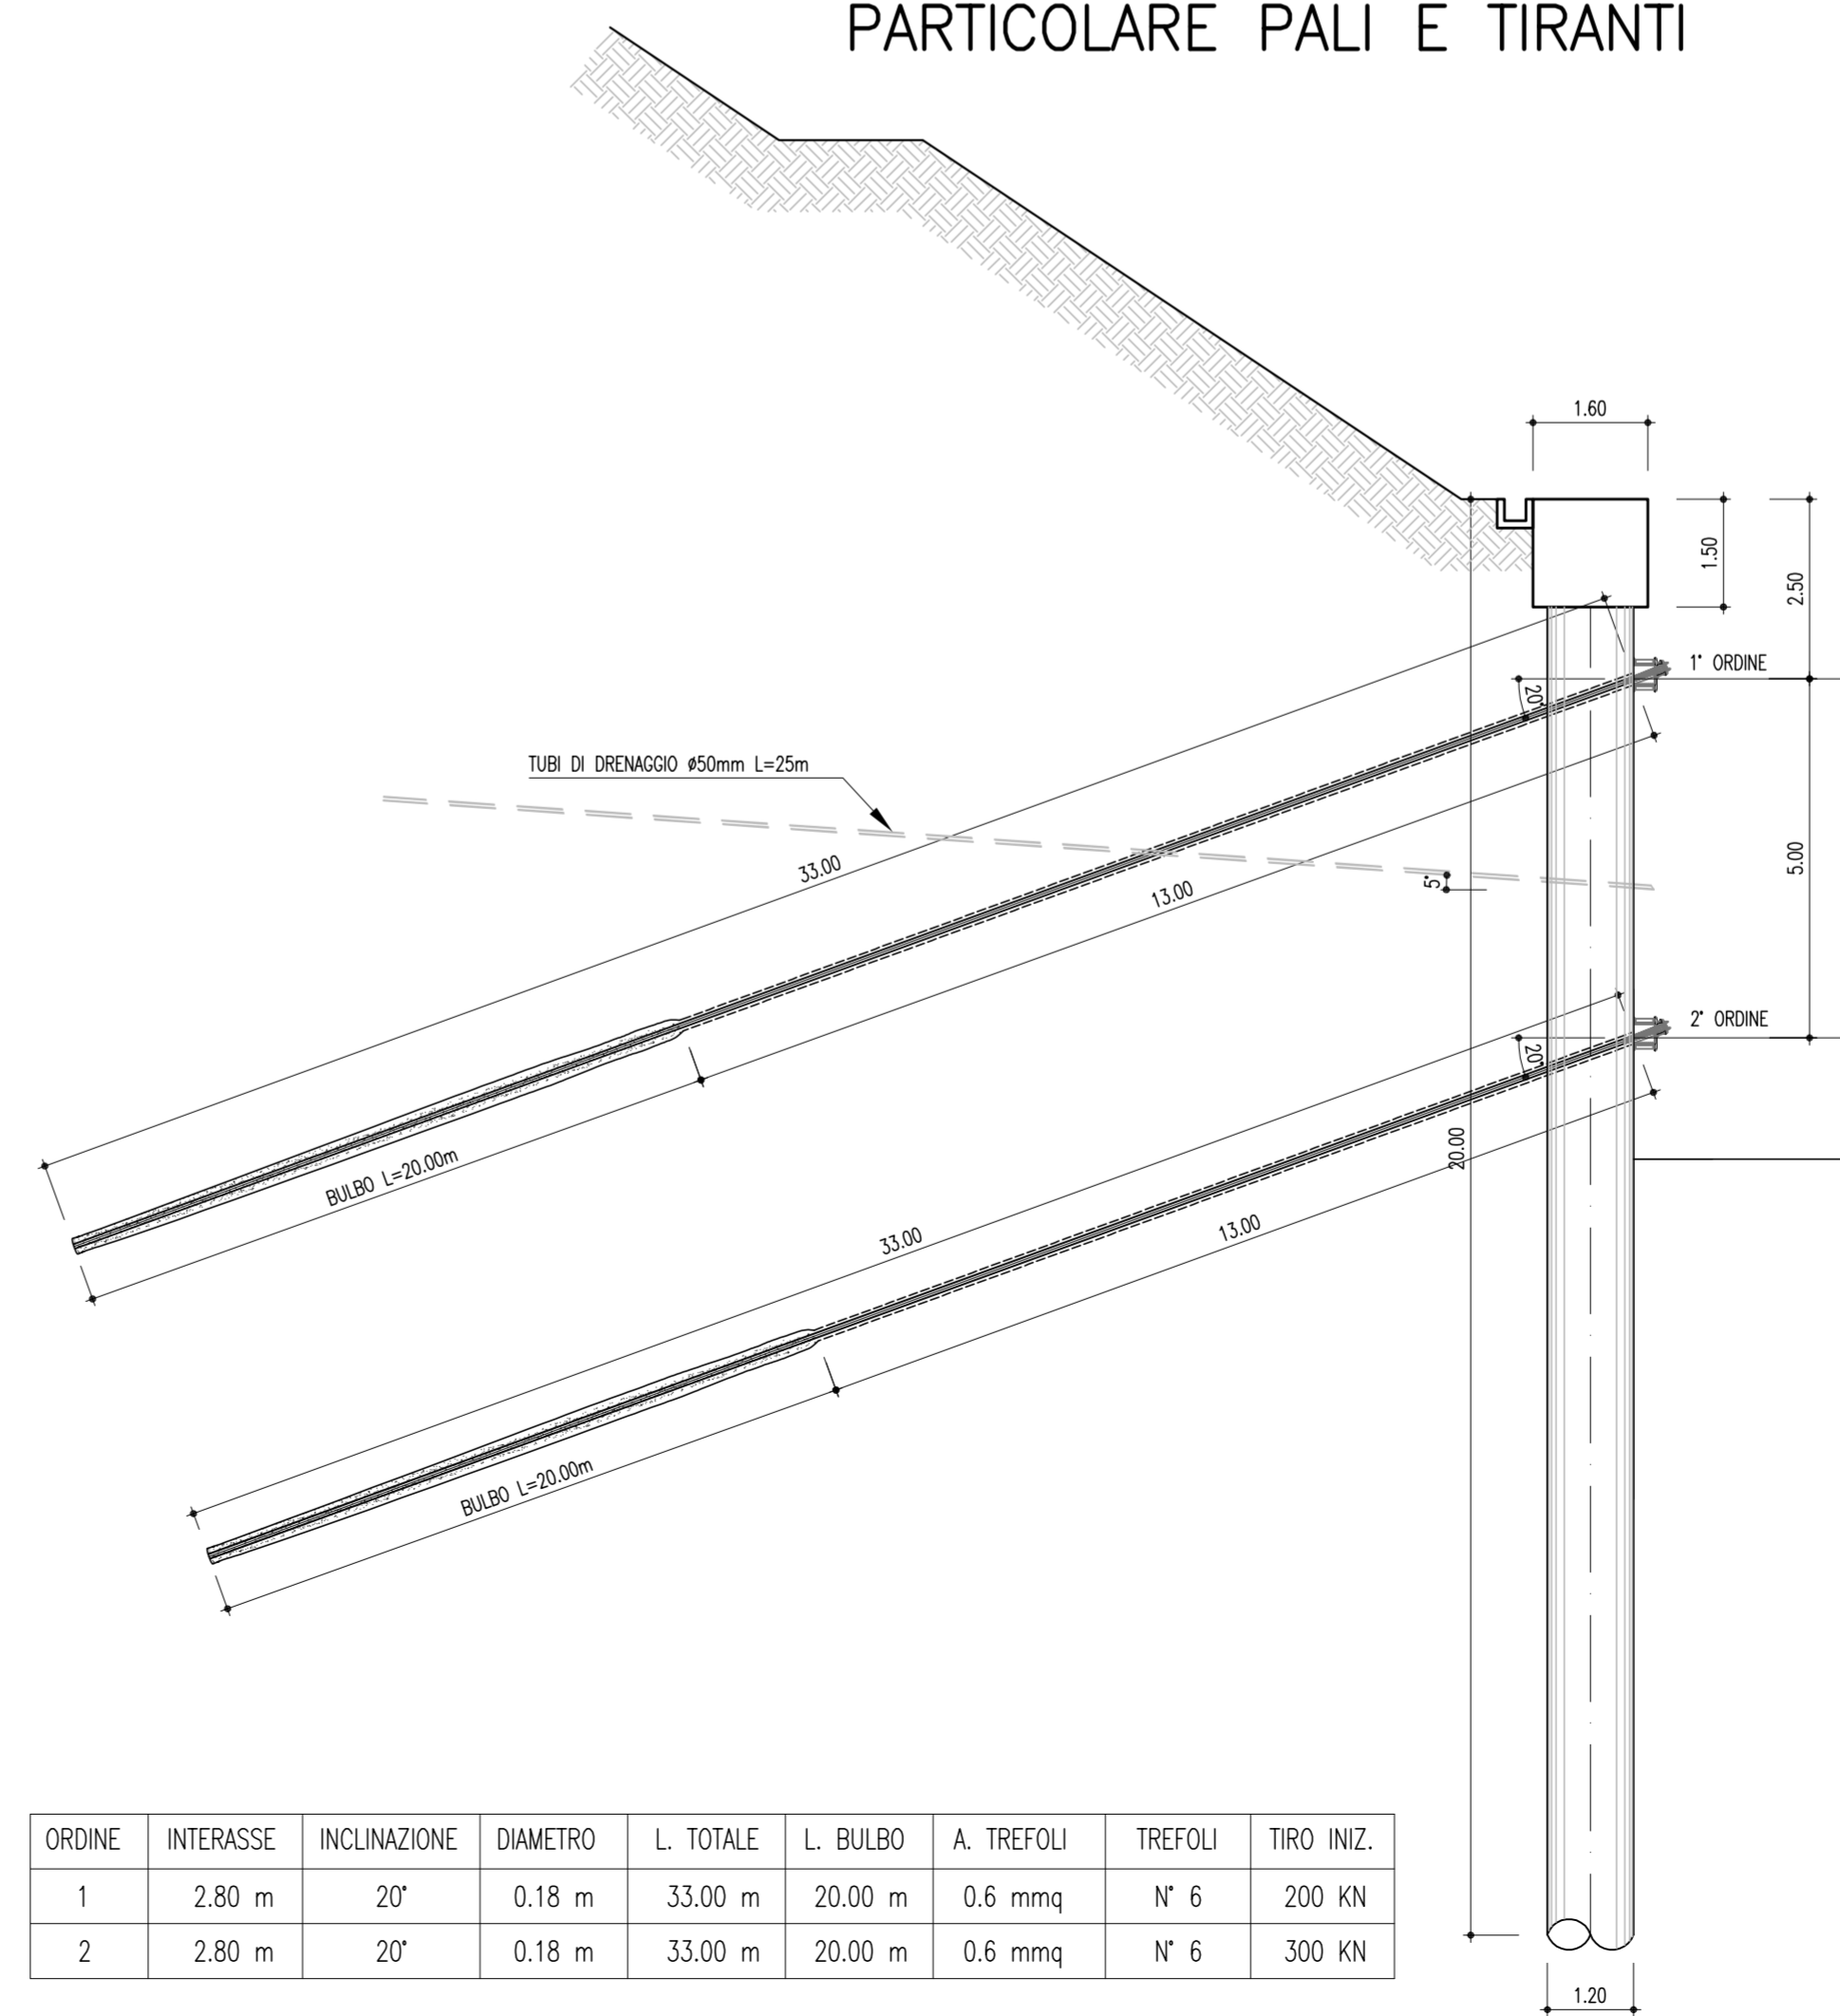 PARTICOLARE PALI E TIRANTI
1.60
1.50
2.50
1° ORDINE
20°
TUBI DI DRENAGGIO ø50mm L=25m
33.00
13.00
5°
5.00
2° ORDINE
20°
20.00
BULBO L=20.00m
33.00
13.00
BULBO L=20.00m
ORDINE INTERASSE INCLINAZIONE DIAMETRO L. TOTALE L. BULBO A. TREFOLI TREFOLI TIRO INIZ.
1 2.80 m 20° 0.18 m 33.00 m 20.00 m 0.6 mmq N° 6 200 KN
2 2.80 m 20° 0.18 m 33.00 m 20.00 m 0.6 mmq N° 6 300 KN
1.20